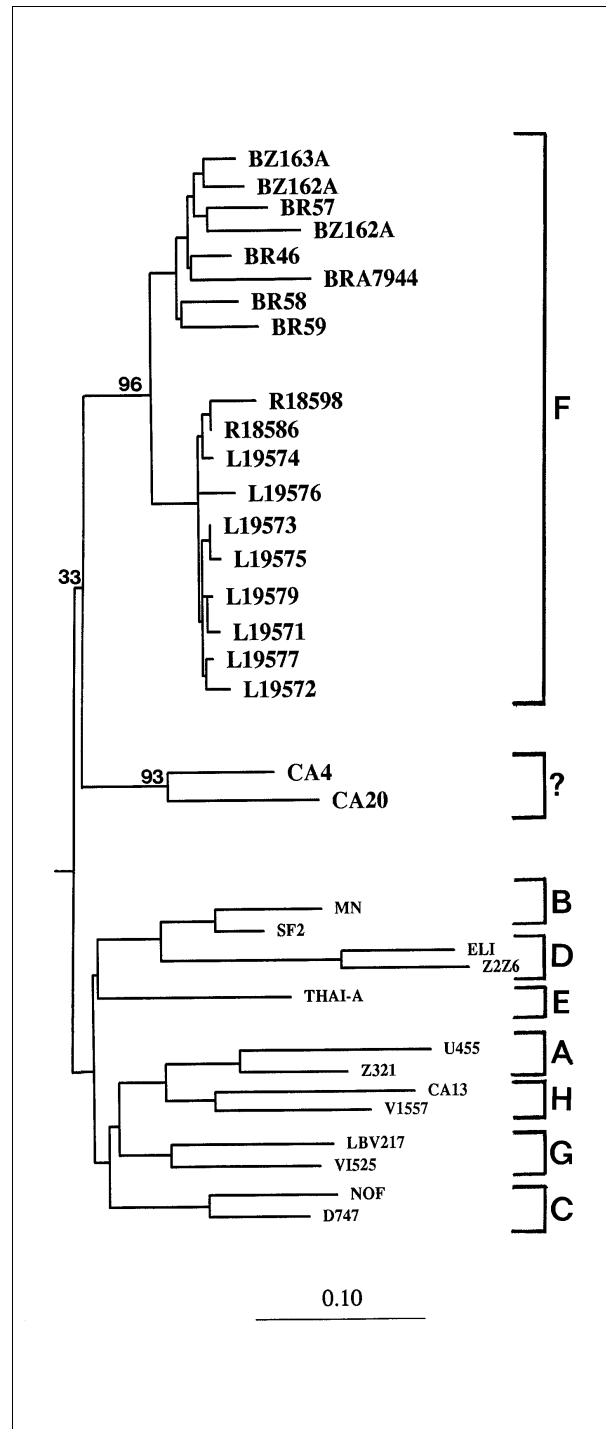 BZ163A
BZ162A
BR57
BZ162A
BR46
BRA7944
BR58
BR59
96
R18598
F
R18586
L19574
L19576
L19573
L19575
33
L19579
L19571
L19577
L19572
93
CA4
?
CA20
MN
B
SF2
ELI
D
Z2Z6
THAI-A
E
U455
A
Z321
CA13
H
V1557
LBV217
G
VI525
NOF
C
D747
0.10